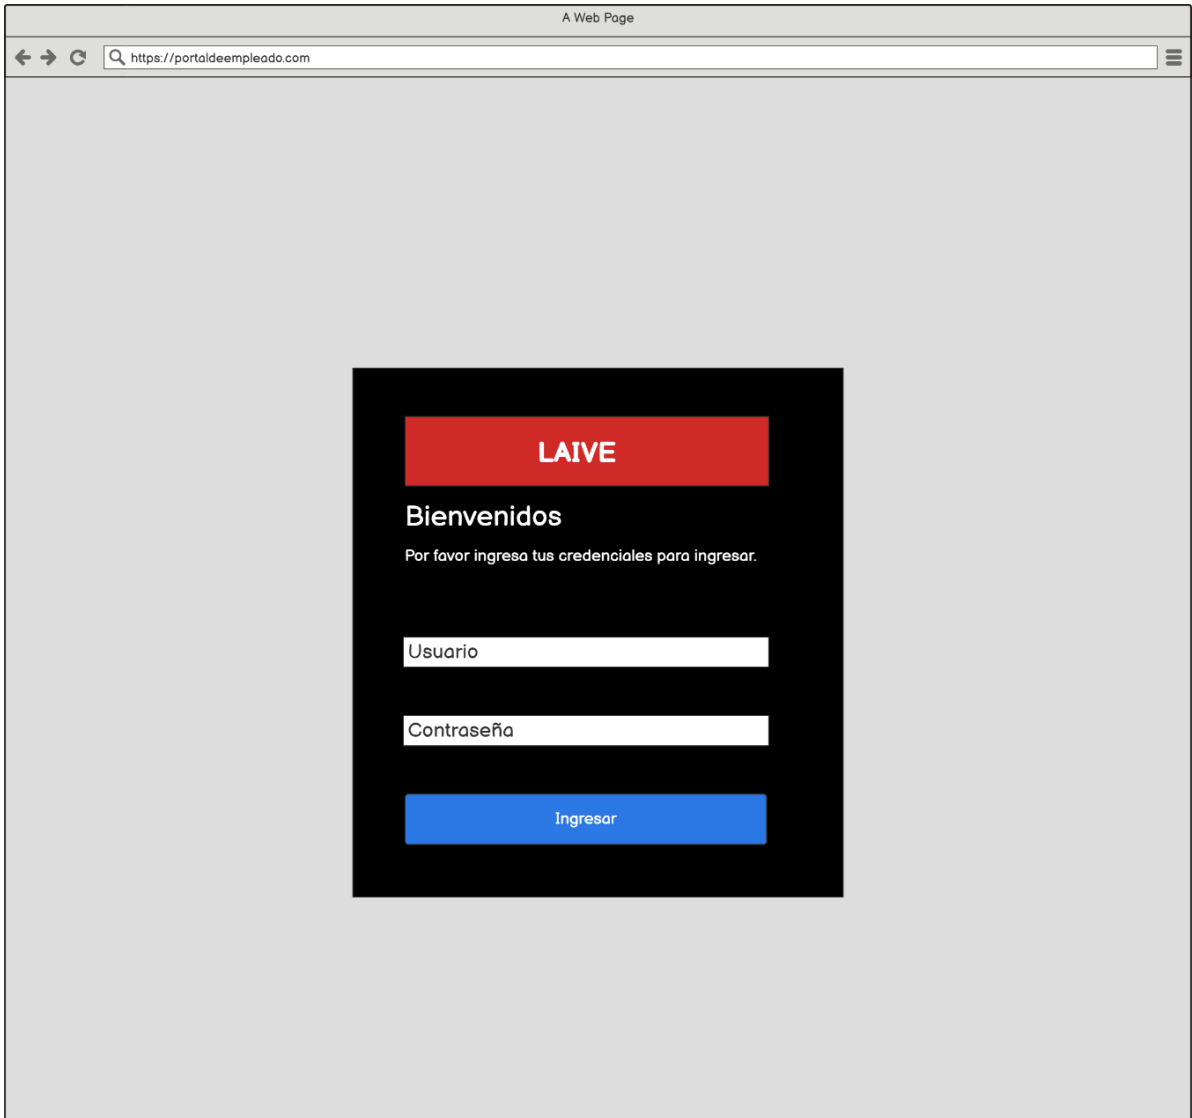 A Web Page
https://portaldeempleado.com
LAIVE
Bienvenidos
Por favor ingresa tus credenciales para ingresar.
Usuario
Contraseña
Ingresar